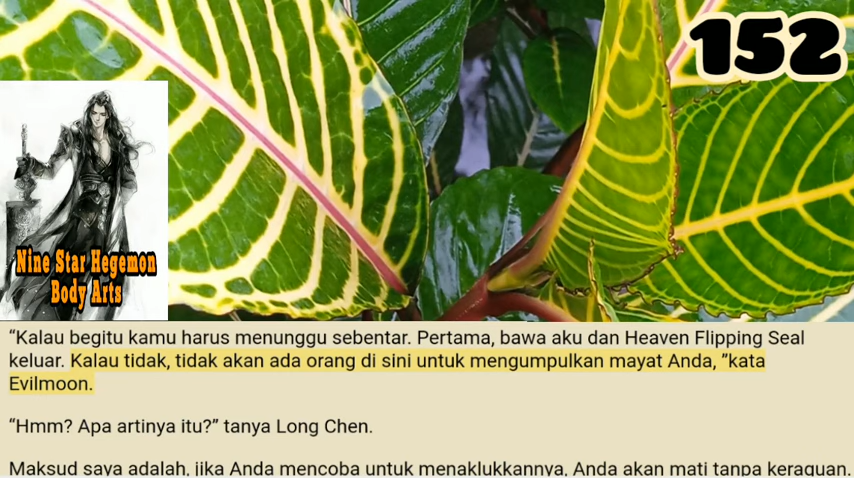 152
Nine Star Hegemon
Body Arts
“Kalau begitu kamu harus menunggu sebentar. Pertama, bawa aku dan Heaven Flipping Seal
keluar. Kalau tidak, tidak akan ada orang di sini untuk mengumpulkan mayat Anda, ”kata
Evilmoon.
“Hmm? Apa artinya itu?” tanya Long Chen.
Maksud saya adalah, jika Anda mencoba untuk menaklukkannya, Anda akan mati tanpa keraguan.